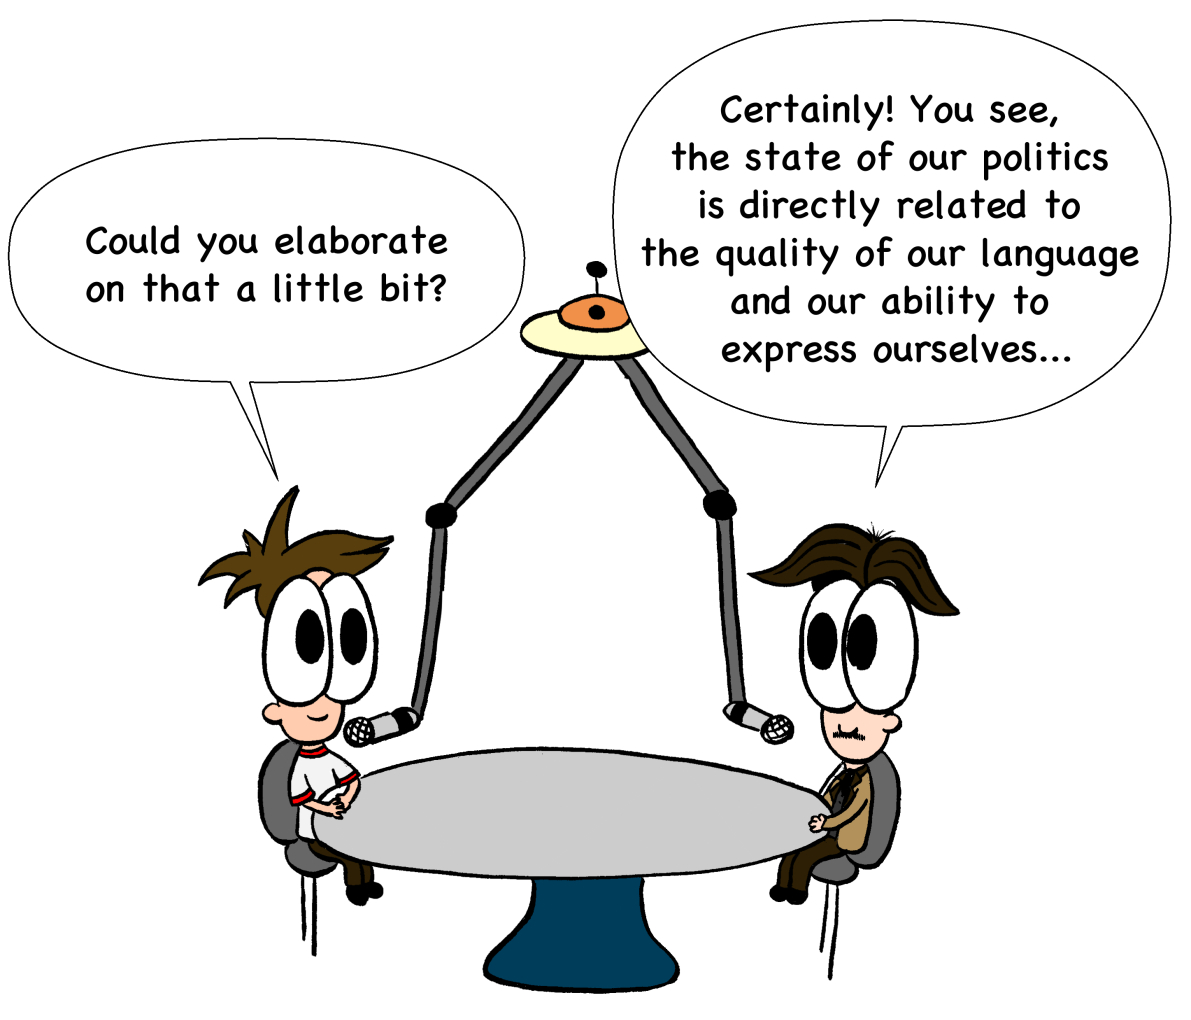 Could you elaborate
on that a little bit?
Certainly! You see,
the state of our politics
is directly related to
the quality of our language
and our ability to
express ourselves...